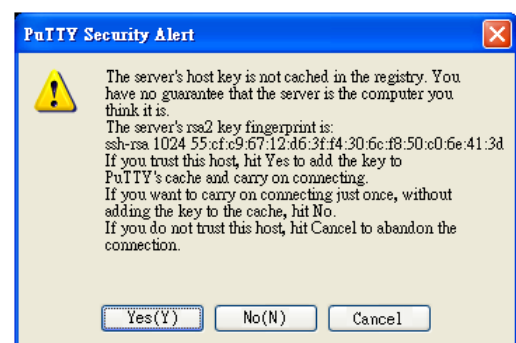 PuTTY Security Alert
The server's host key is not cached in the registry. You
have no guarantee that the server is the computer you
think it is.
The server's rsa2 key fingerprint is:
ssh-rsa 1024 55:cf:c9:67:12:d6:3f:f4:30:6c:f8:50:c0:6e:41:3d
If you trust this host, hit Yes to add the key to
PuTTY's cache and carry on connecting.
If you want to carry on connecting just once, without
adding the key to the cache, hit No.
If you do not trust this host, hit Cancel to abandon the
connection.
Yes(Y) No(N) Cancel